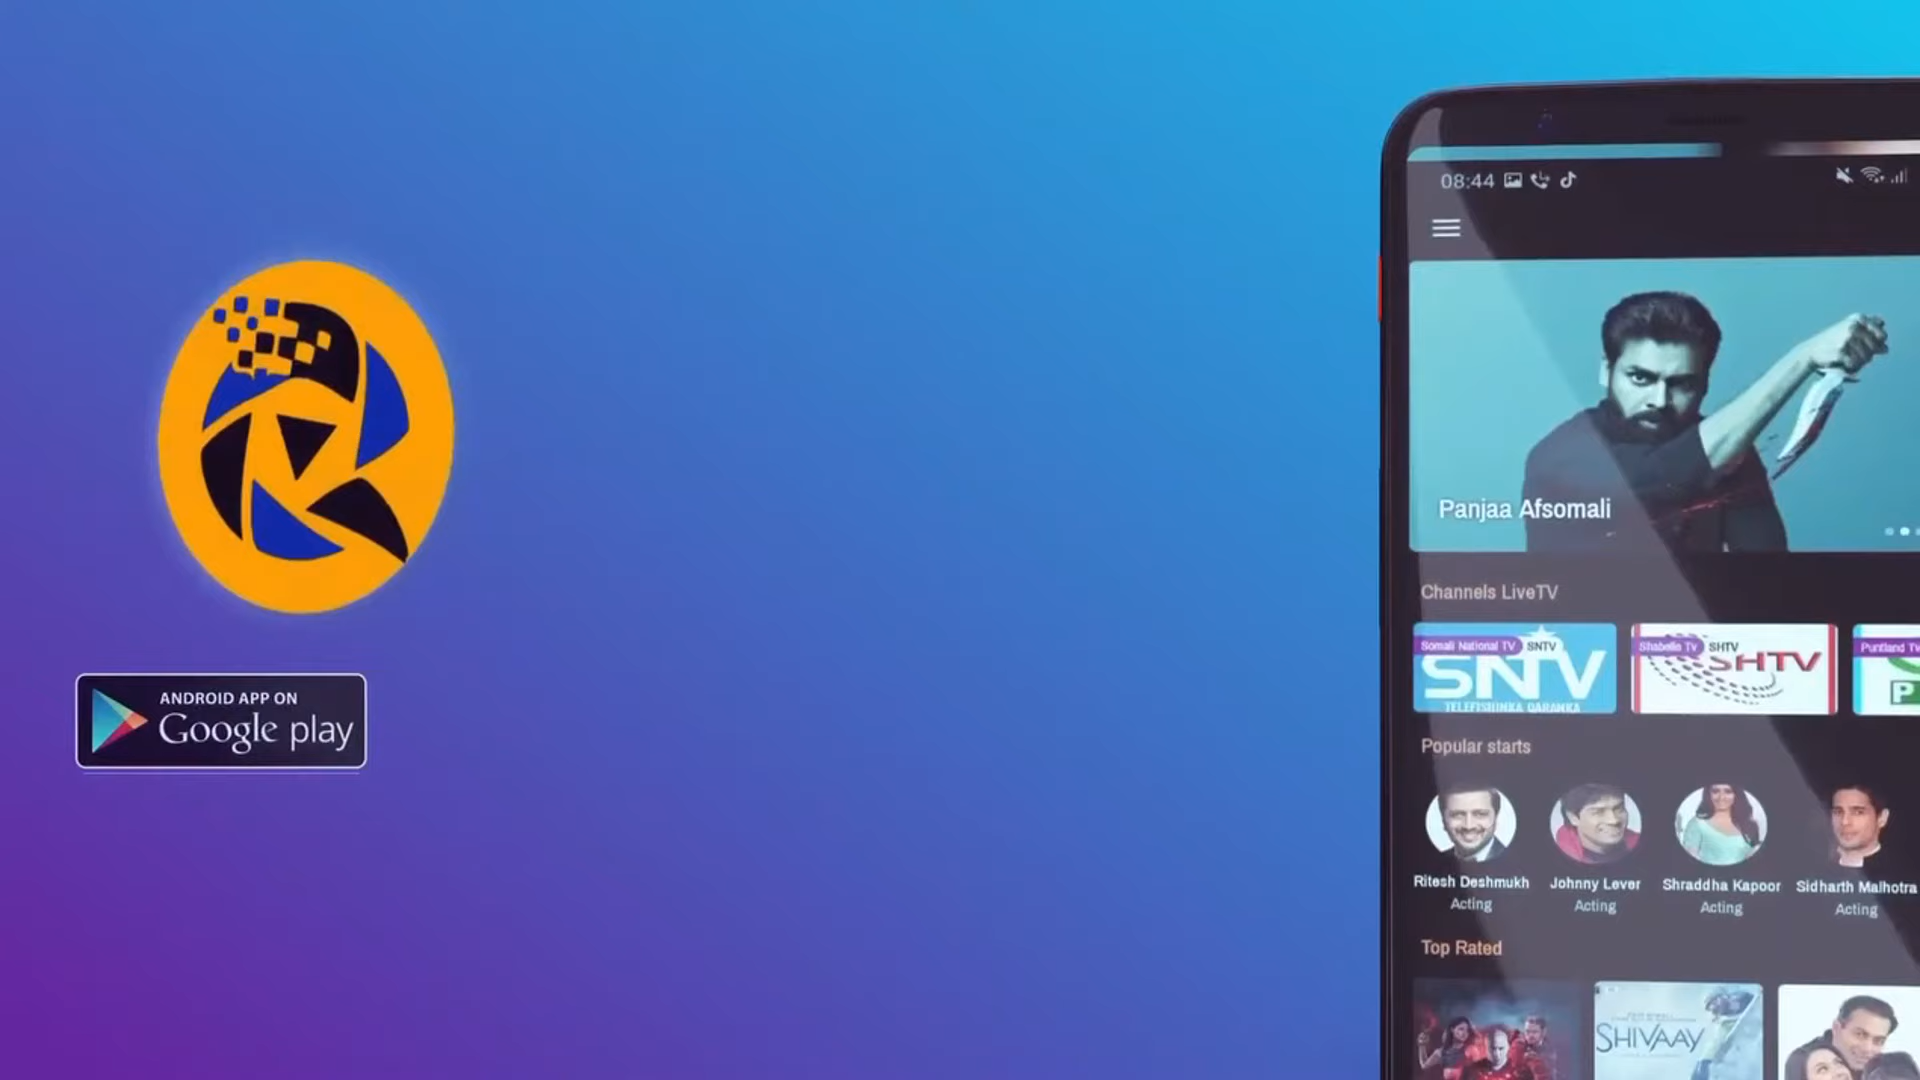 ANDROID APP ON
Google play
08:44
Panjaa Afsomali
Channels LiveTV
Somali National TV SNTV
SNTV
TELEFISHINKA QARANKA
Shabelle Tv SHTV
SHTV
Puntland Tv
P
Popular starts
Ritesh Deshmukh
Acting
Johnny Lever
Acting
Shraddha Kapoor
Acting
Sidharth Malhotra
Acting
Top Rated
SHIVAAY